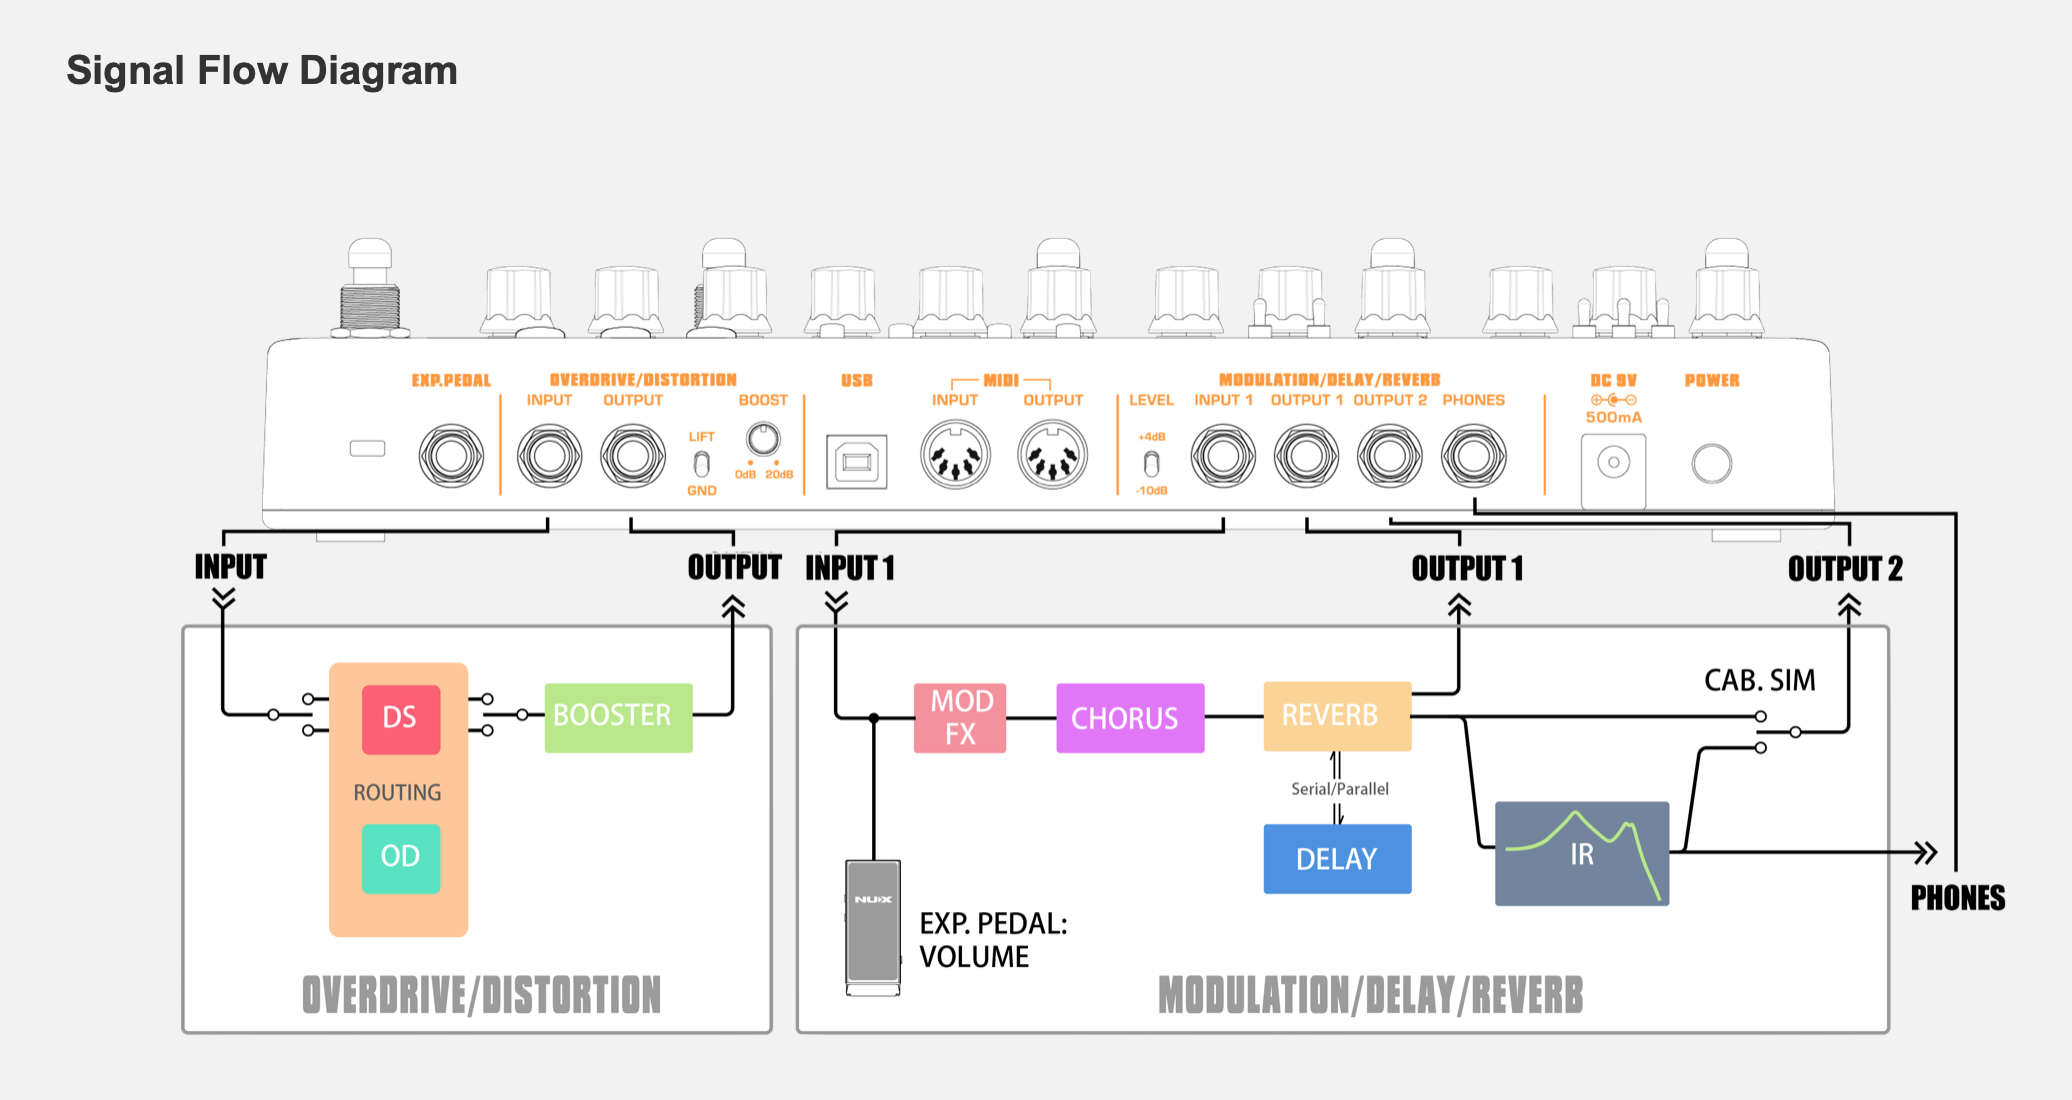 Signal Flow Diagram
EXP.PEDAL
OVERDRIVE/DISTORTION
INPUT OUTPUT
LIFT
GND
BOOST
0dB 20dB
USB
MIDI
INPUT OUTPUT
LEVEL
+4dB
-10dB
MODULATION/DELAY/REVERB
INPUT 1 OUTPUT 1 OUTPUT 2 PHONES
DC 9V
500mA
POWER
INPUT
OUTPUT
INPUT 1
OUTPUT 1
OUTPUT 2
DS
ROUTING
OD
BOOSTER
OVERDRIVE/DISTORTION
MOD
FX
CHORUS
REVERB
Serial/Parallel
DELAY
CAB. SIM
IR
PHONES
NUX
EXP. PEDAL:
VOLUME
MODULATION/DELAY/REVERB